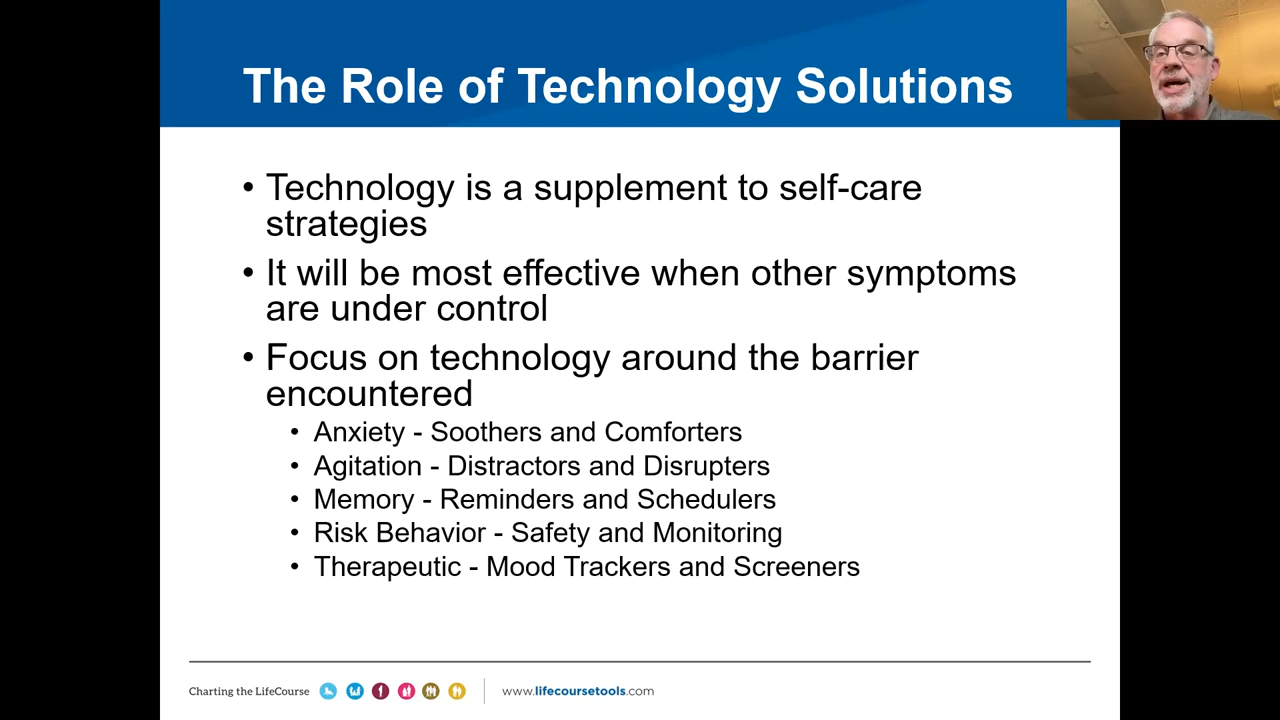 The Role of Technology Solutions
• Technology is a supplement to self-care
strategies
• It will be most effective when other symptoms
are under control
• Focus on technology around the barrier
encountered
• Anxiety - Soothers and Comforters
• Agitation - Distractors and Disrupters
• Memory - Reminders and Schedulers
• Risk Behavior - Safety and Monitoring
• Therapeutic - Mood Trackers and Screeners
Charting the LifeCourse
www.lifecoursetools.com